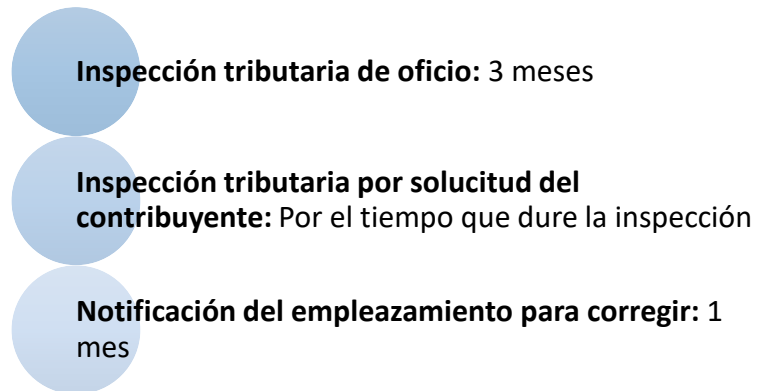 Inspección tributaria de oficio: 3 meses
Inspección tributaria por solucitud del
contribuyente: Por el tiempo que dure la inspección
Notificación del empleazamiento para corregir: 1
mes